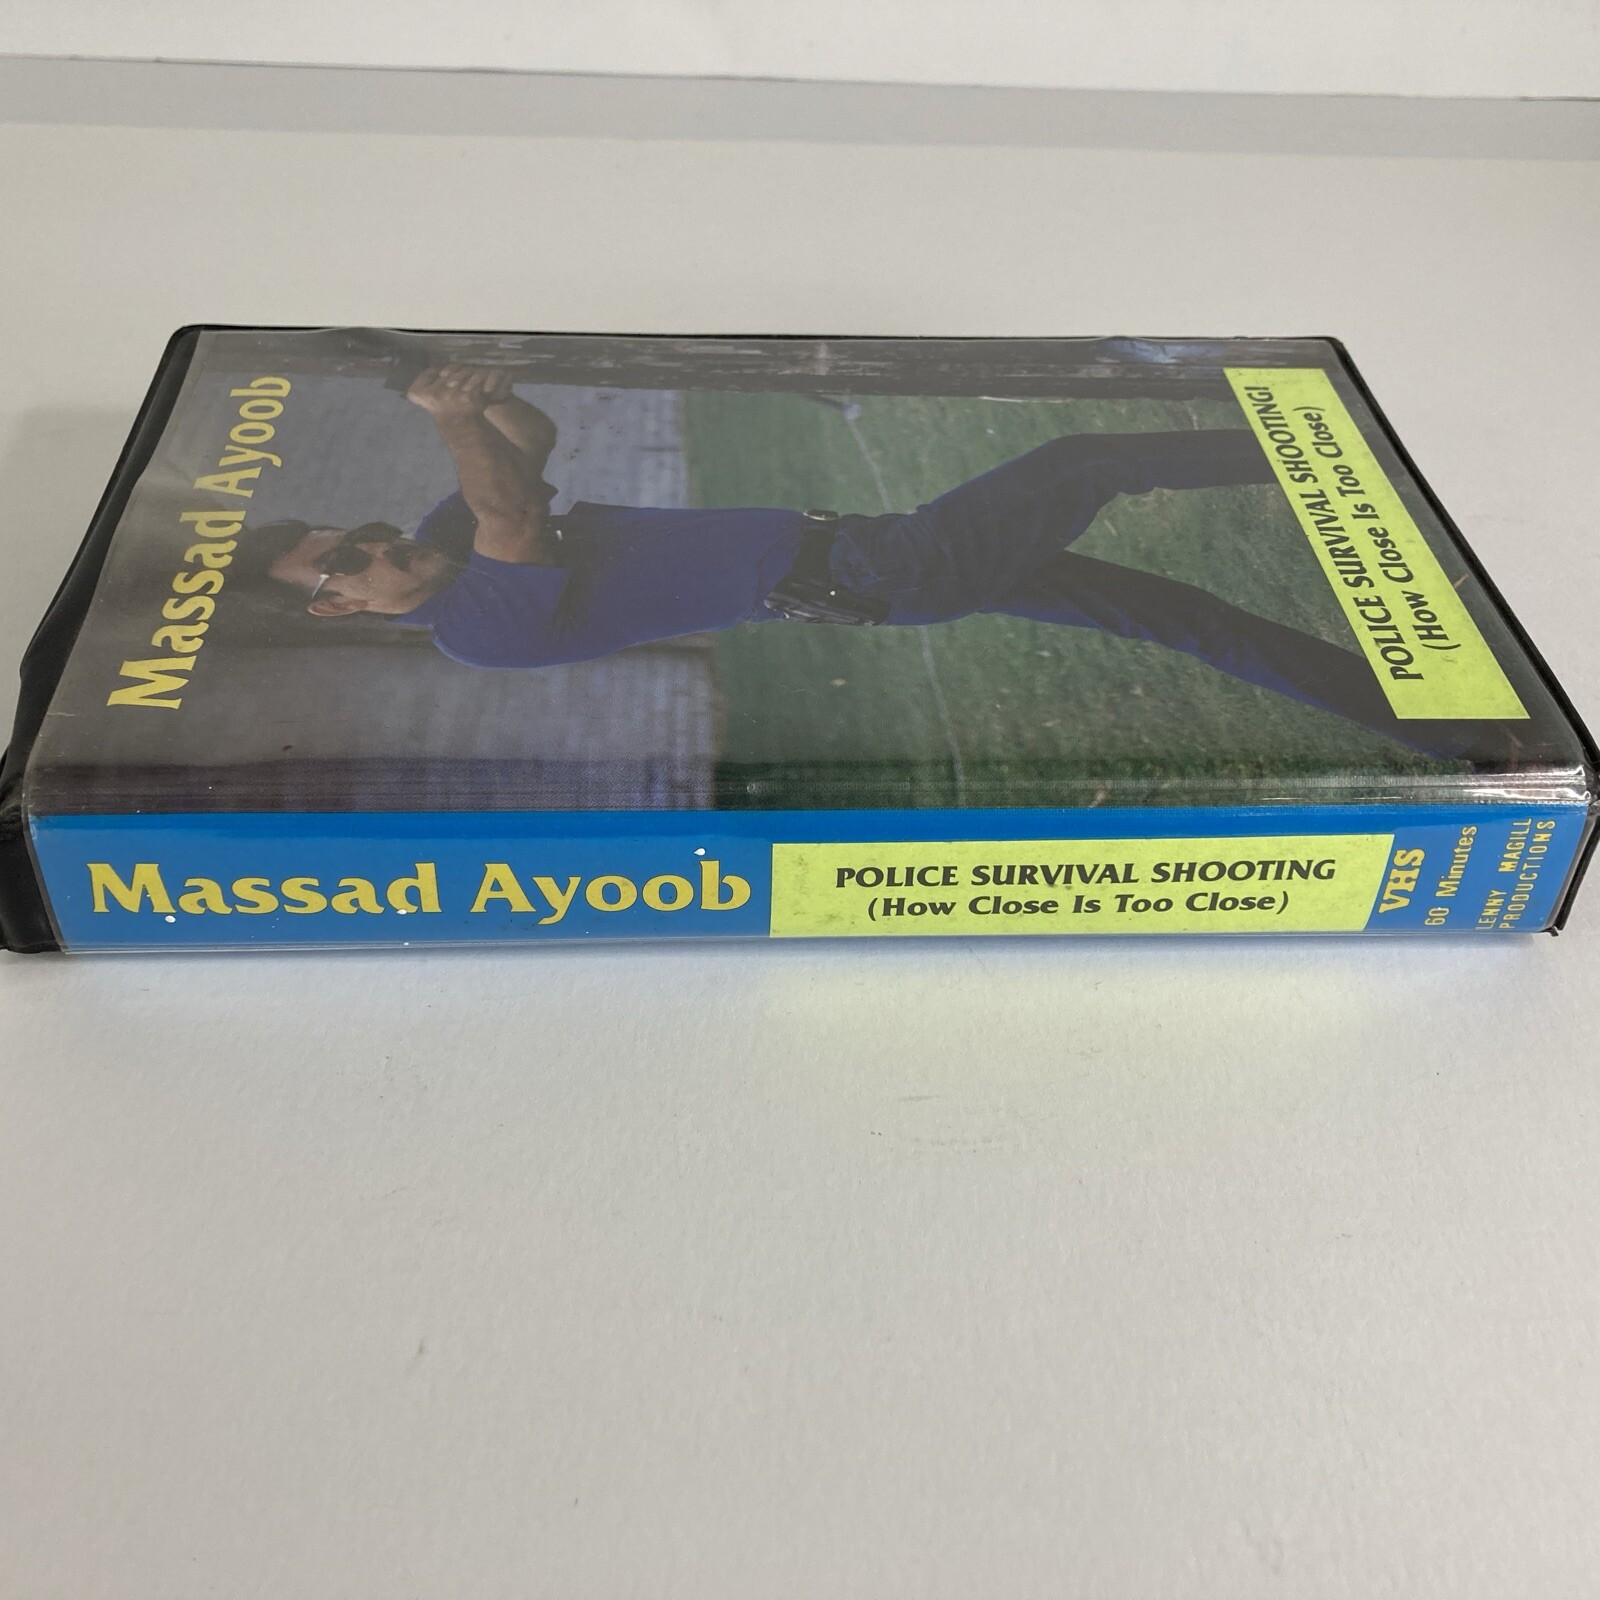 Massad Ayoob
POLICE SURVIVAL SHOOTING!
(How Close Is Too Close)
Massad Ayoob
POLICE SURVIVAL SHOOTING
(How Close Is Too Close)
VHS
60 Minutes
LENNY MAGILL
PRODUCTIONS